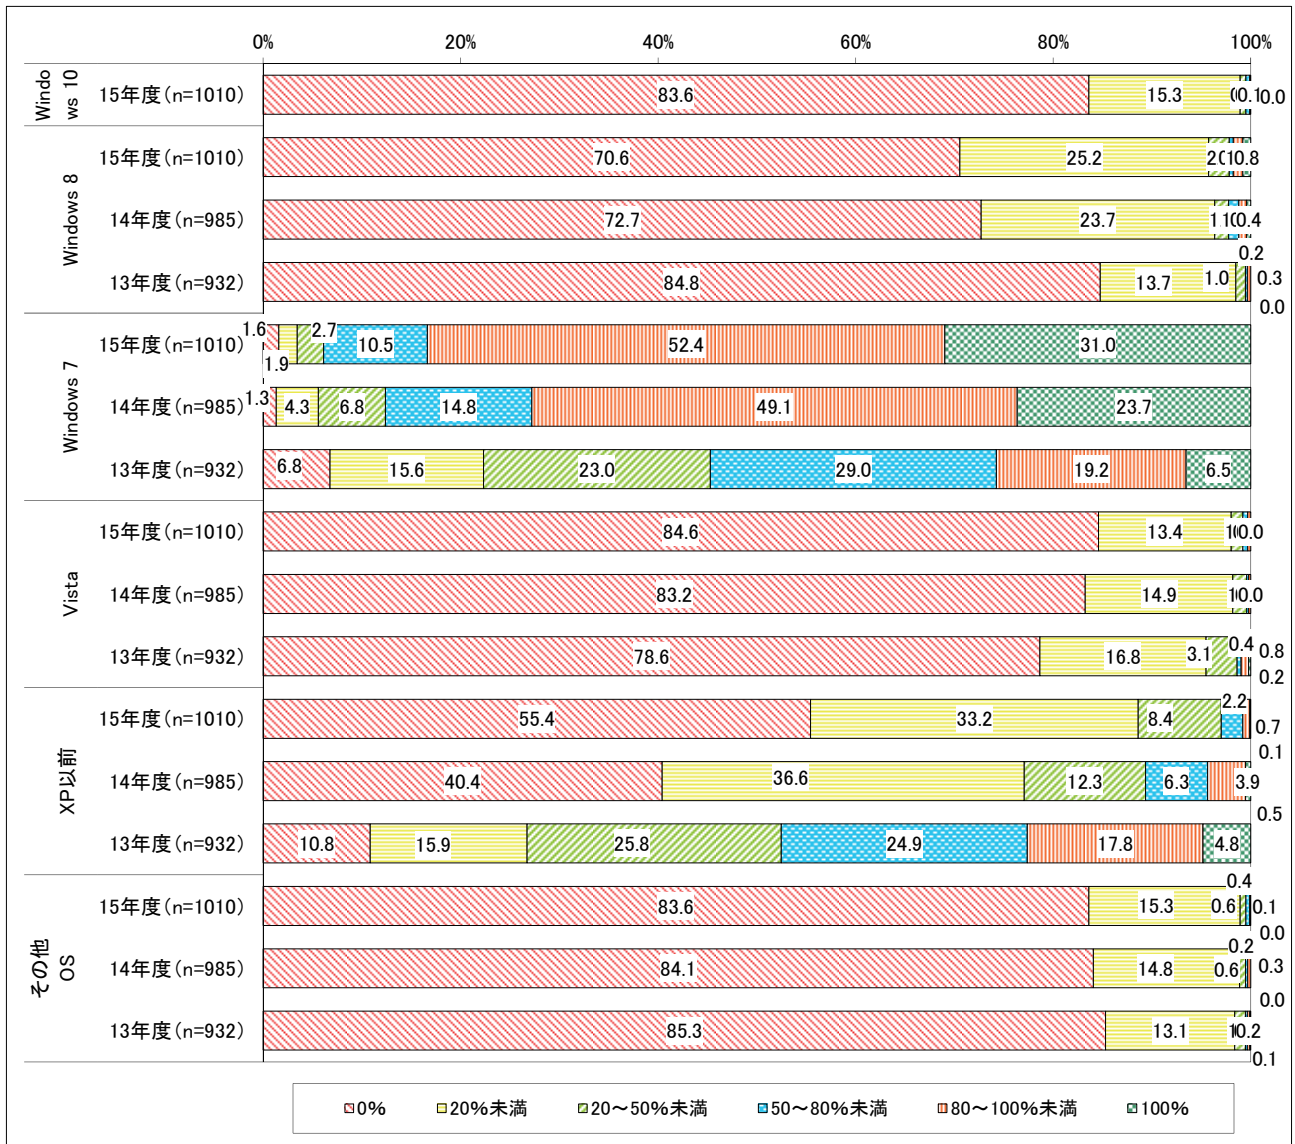 0% 20% 40% 60% 80% 100%
Windo
ws 10
15年度(n=1010) 83.6 15.3 0.1 0.0
Windows 8
15年度(n=1010) 70.6 25.2 0.8
14年度(n=985) 72.7 23.7 0.4
13年度(n=932) 84.8 13.7 1.0 0.2 0.3 0.0
Windows 7
15年度(n=1010) 1.6 1.9 2.7 10.5 52.4 31.0
14年度(n=985) 1.3 4.3 6.8 14.8 49.1 23.7
13年度(n=932) 6.8 15.6 23.0 29.0 19.2 6.5
Vista
15年度(n=1010) 84.6 13.4 0.0
14年度(n=985) 83.2 14.9 0.0
13年度(n=932) 78.6 16.8 3.1 0.4 0.8 0.2
XP以前
15年度(n=1010) 55.4 33.2 8.4 2.2 0.7 0.1
14年度(n=985) 40.4 36.6 12.3 6.3 3.9 0.5
13年度(n=932) 10.8 15.9 25.8 24.9 17.8 4.8
その他
OS
15年度(n=1010) 83.6 15.3 0.6 0.4 0.1 0.0
14年度(n=985) 84.1 14.8 0.6 0.2 0.3 0.0
13年度(n=932) 85.3 13.1 0.2 0.1
0% 20%未満 20~50%未満 50~80%未満 80~100%未満 100%